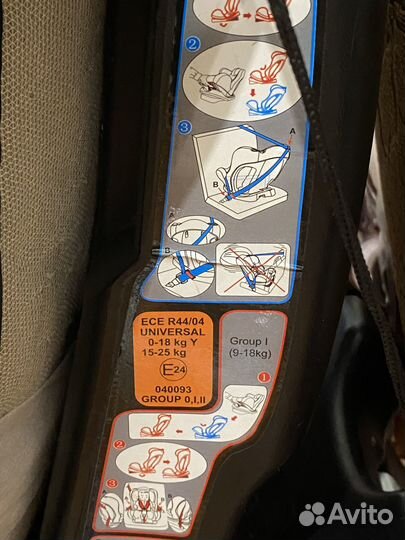 2
3
A
B
A
B
ECE R44/04
UNIVERSAL
0-18 kg Y
15-25 kg
E24
040093
GROUP 0,I,II
Group I
(9-18kg)
1
2
3
A
B
Avito